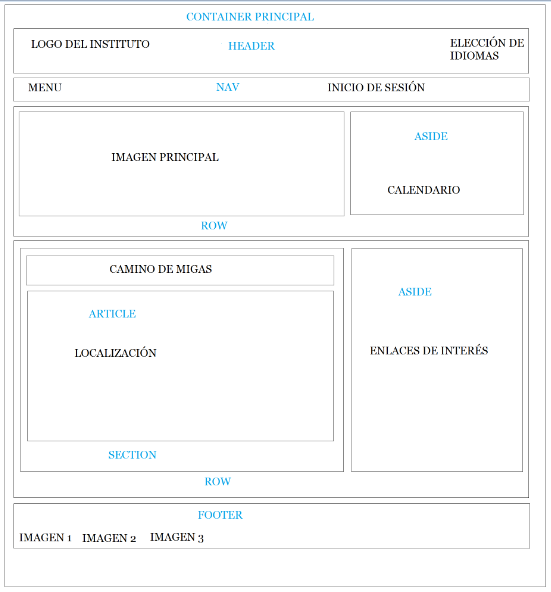 CONTAINER PRINCIPAL
LOGO DEL INSTITUTO
HEADER
ELECCIÓN DE
IDIOMAS
MENU
NAV
INICIO DE SESIÓN
IMAGEN PRINCIPAL
ASIDE
CALENDARIO
ROW
CAMINO DE MIGAS
ARTICLE
LOCALIZACIÓN
SECTION
ASIDE
ENLACES DE INTERÉS
ROW
FOOTER
IMAGEN 1
IMAGEN 2
IMAGEN 3